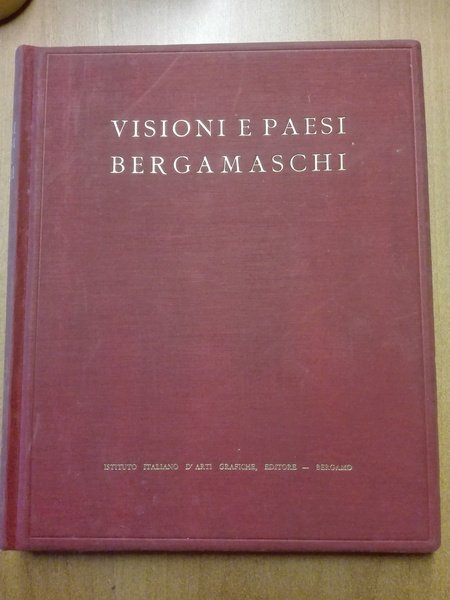 VISIONI E PAESI
BERGAMASCHI
ISTITUTO ITALIANO D'ARTI GRAFICHE, EDITORE — BERGAMO